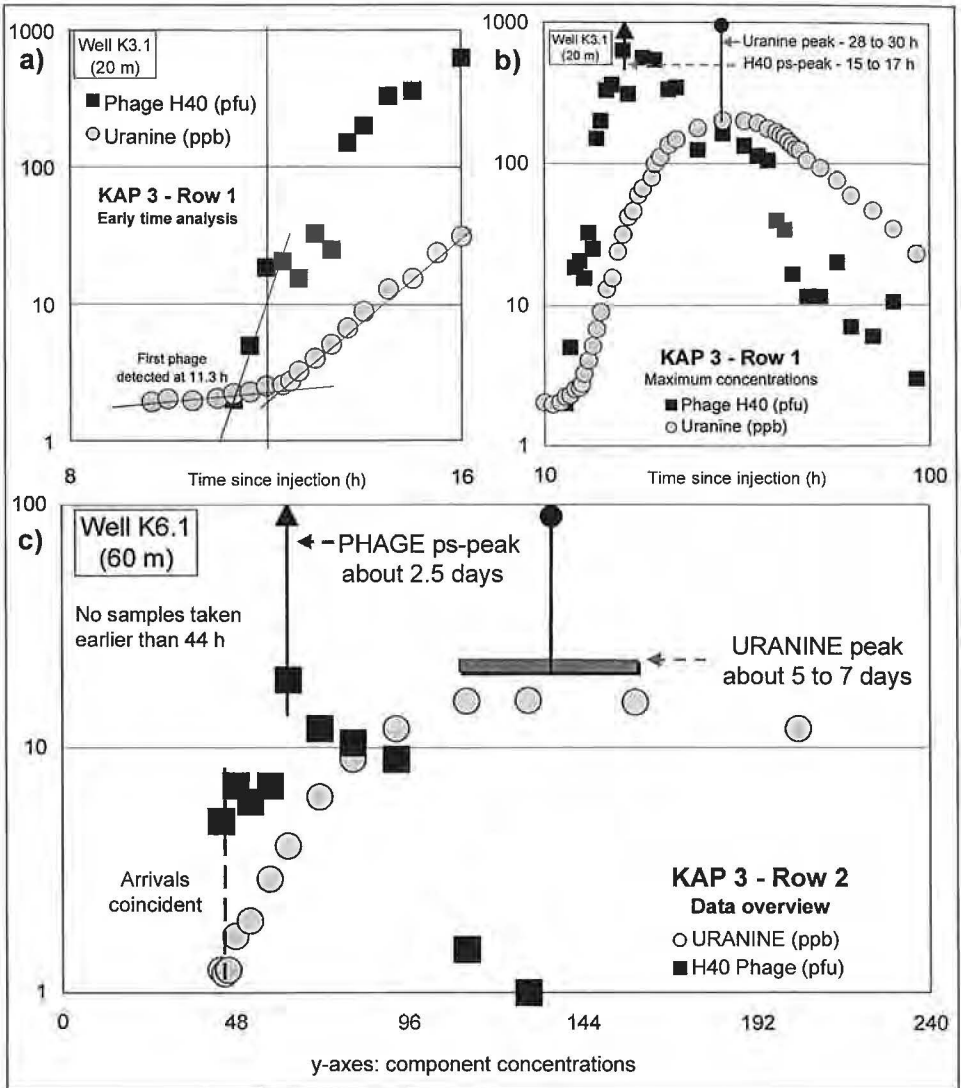 a)
1000
100
10
1
Well K3.1
(20 m)
Phage H40 (pfu)
Uranine (ppb)
KAP 3 - Row 1
Early time analysis
First phage
detected at 11.3 h
8
Time since injection (h)
16
b)
1000
100
10
1
Well K3.1
(20 m)
Uranine peak - 28 to 30 h
H40 ps-peak - 15 to 17 h
KAP 3 - Row 1
Maximum concentrations
Phage H40 (pfu)
Uranine (ppb)
10
Time since injection (h)
100
c)
100
10
1
Well K6.1
(60 m)
No samples taken
earlier than 44 h
PHAGE ps-peak
about 2.5 days
URANINE peak
about 5 to 7 days
Arrivals
coincident
KAP 3 - Row 2
Data overview
URANINE (ppb)
H40 Phage (pfu)
0 48 96 144 192 240
y-axes: component concentrations